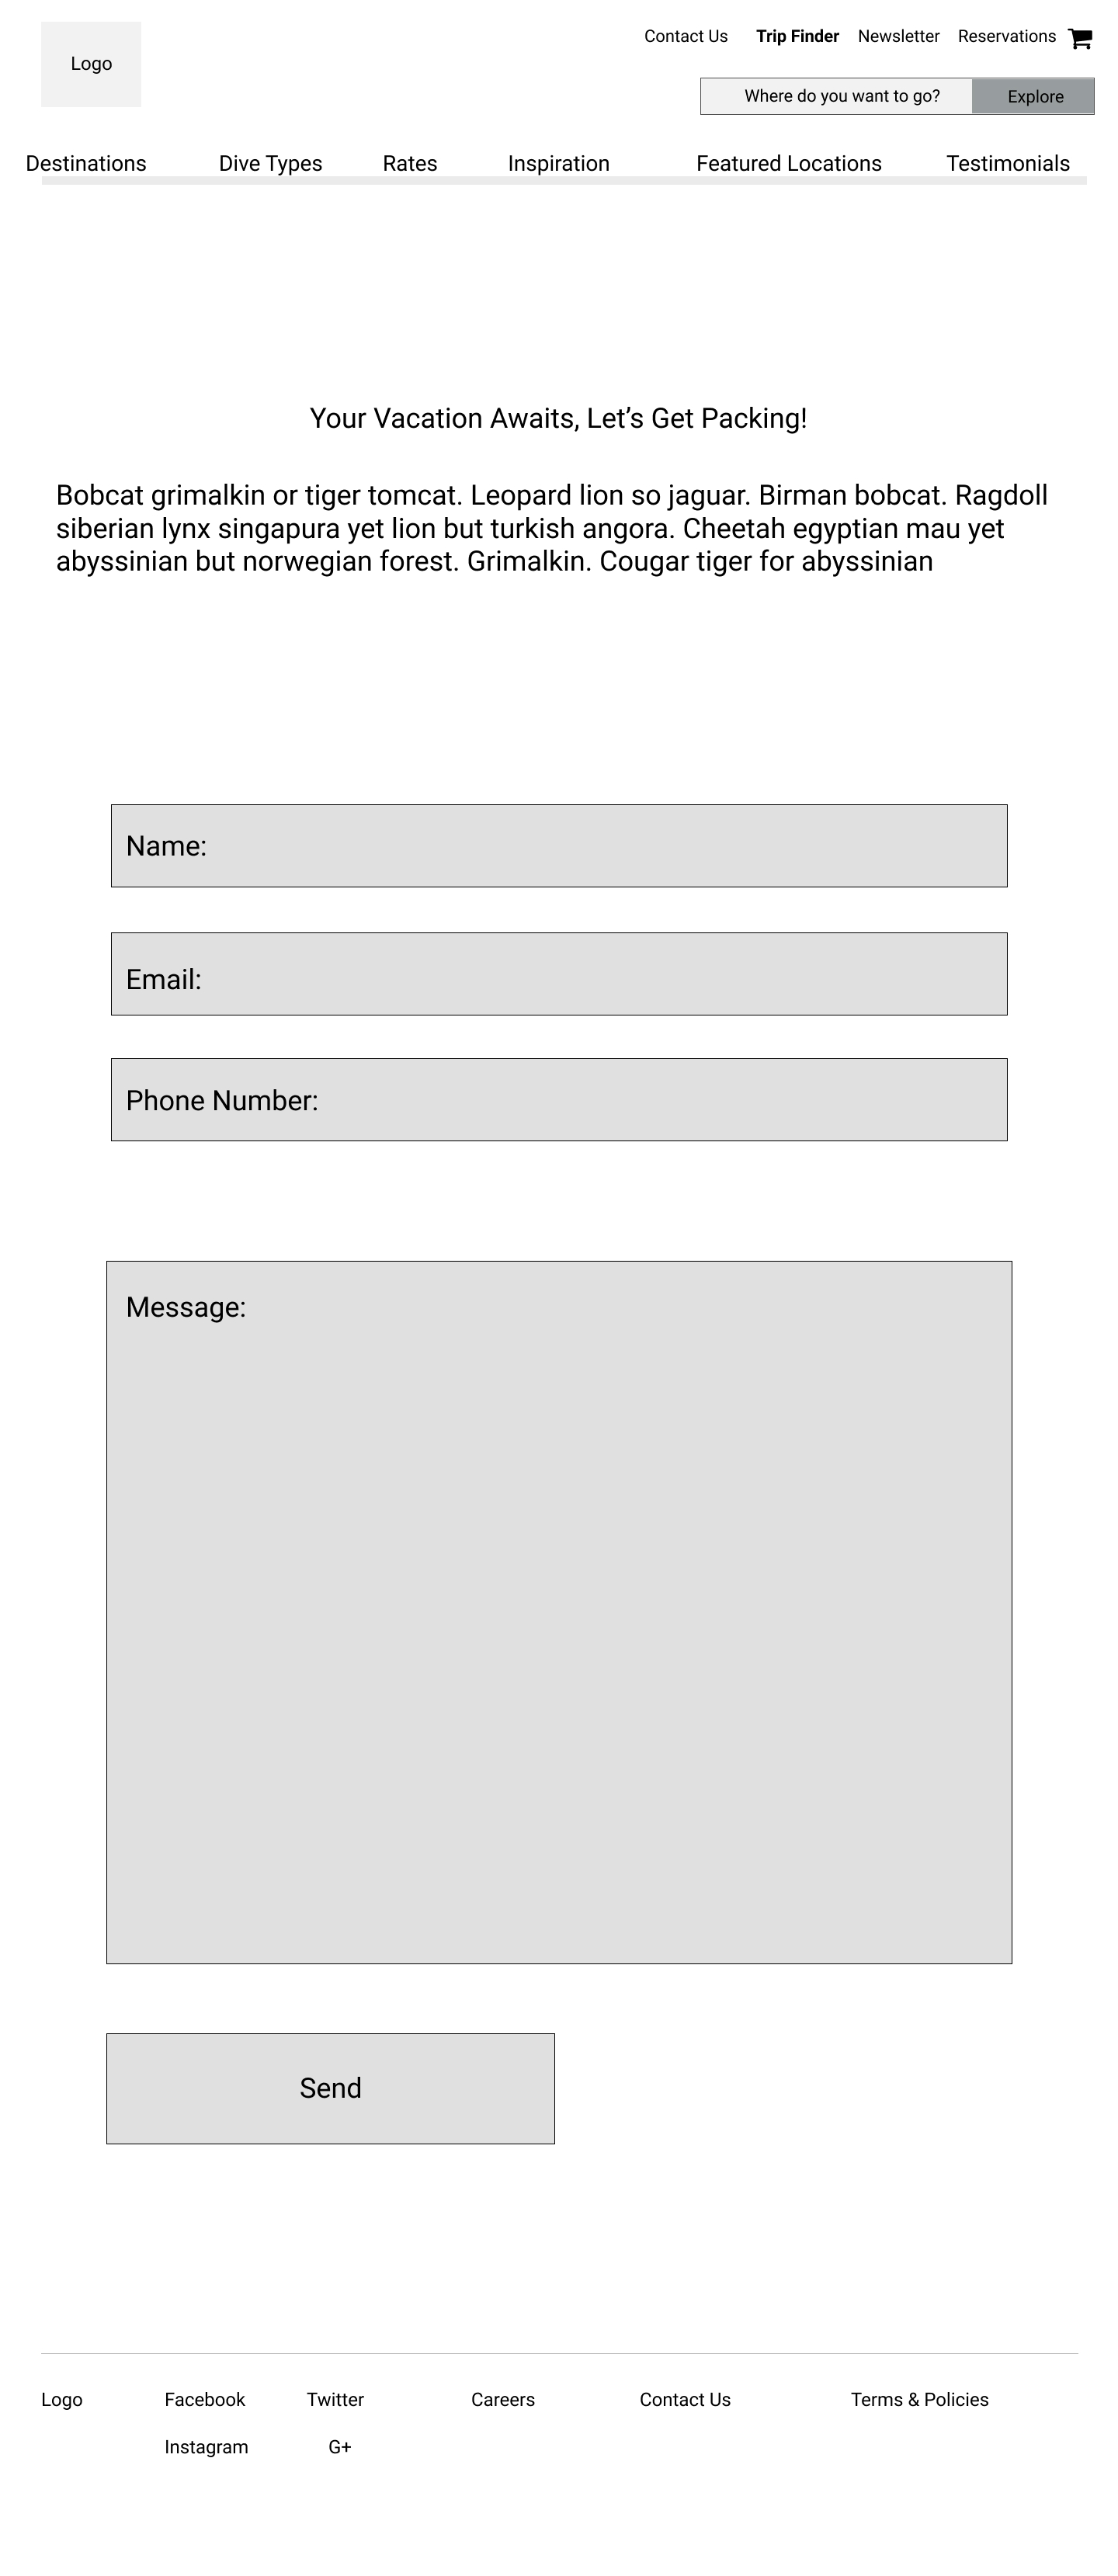 Logo
Contact Us Trip Finder Newsletter Reservations
Where do you want to go? Explore
Destinations Dive Types Rates Inspiration Featured Locations Testimonials
Your Vacation Awaits, Let’s Get Packing!
Bobcat grimalkin or tiger tomcat. Leopard lion so jaguar. Birman bobcat. Ragdoll
siberian lynx singapura yet lion but turkish angora. Cheetah egyptian mau yet
abyssinian but norwegian forest. Grimalkin. Cougar tiger for abyssinian
Name:
Email:
Phone Number:
Message:
Send
Logo Facebook Twitter Careers Contact Us Terms & Policies
Instagram G+